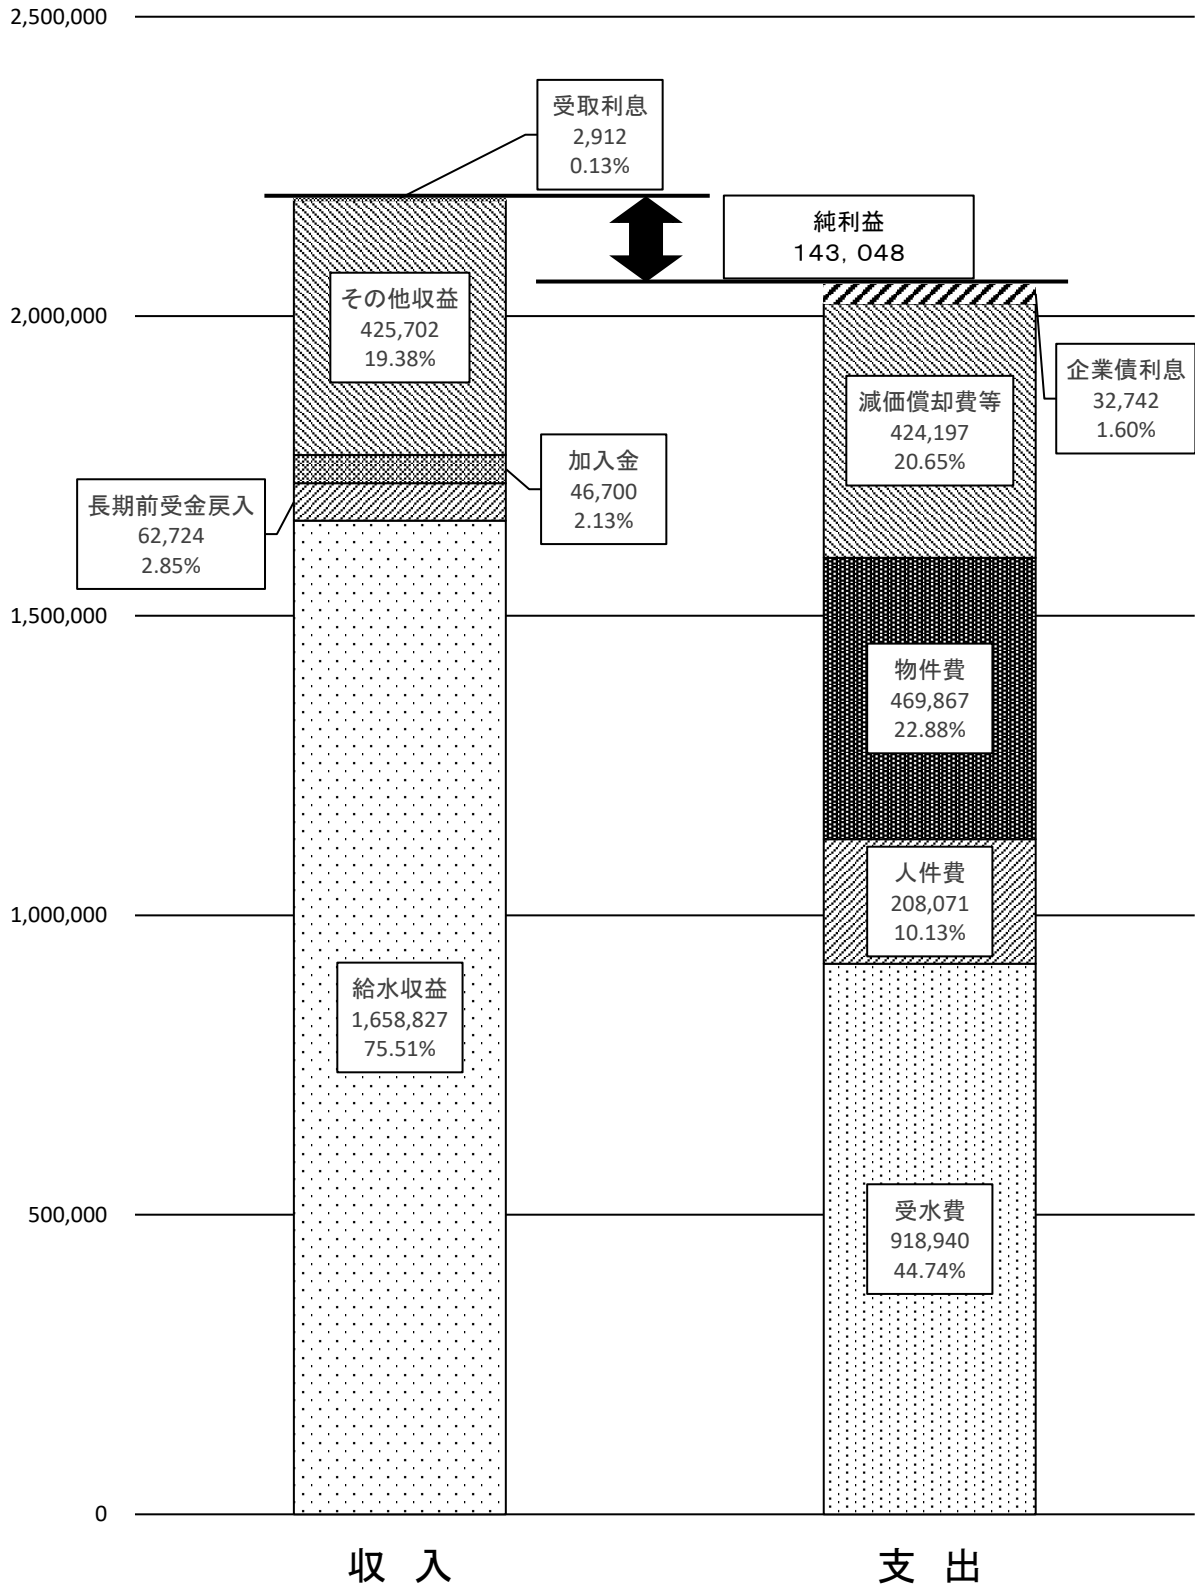 2,500,000
受取利息
2,912
0.13%
純利益
143,048
その他収益
425,702
19.38%
2,000,000
企業債利息
32,742
1.60%
減価償却費等
424,197
20.65%
加入金
46,700
2.13%
長期前受金戻入
62,724
2.85%
1,500,000
物件費
469,867
22.88%
人件費
208,071
10.13%
1,000,000
給水収益
1,658,827
75.51%
受水費
918,940
44.74%
500,000
0
収 入
支 出